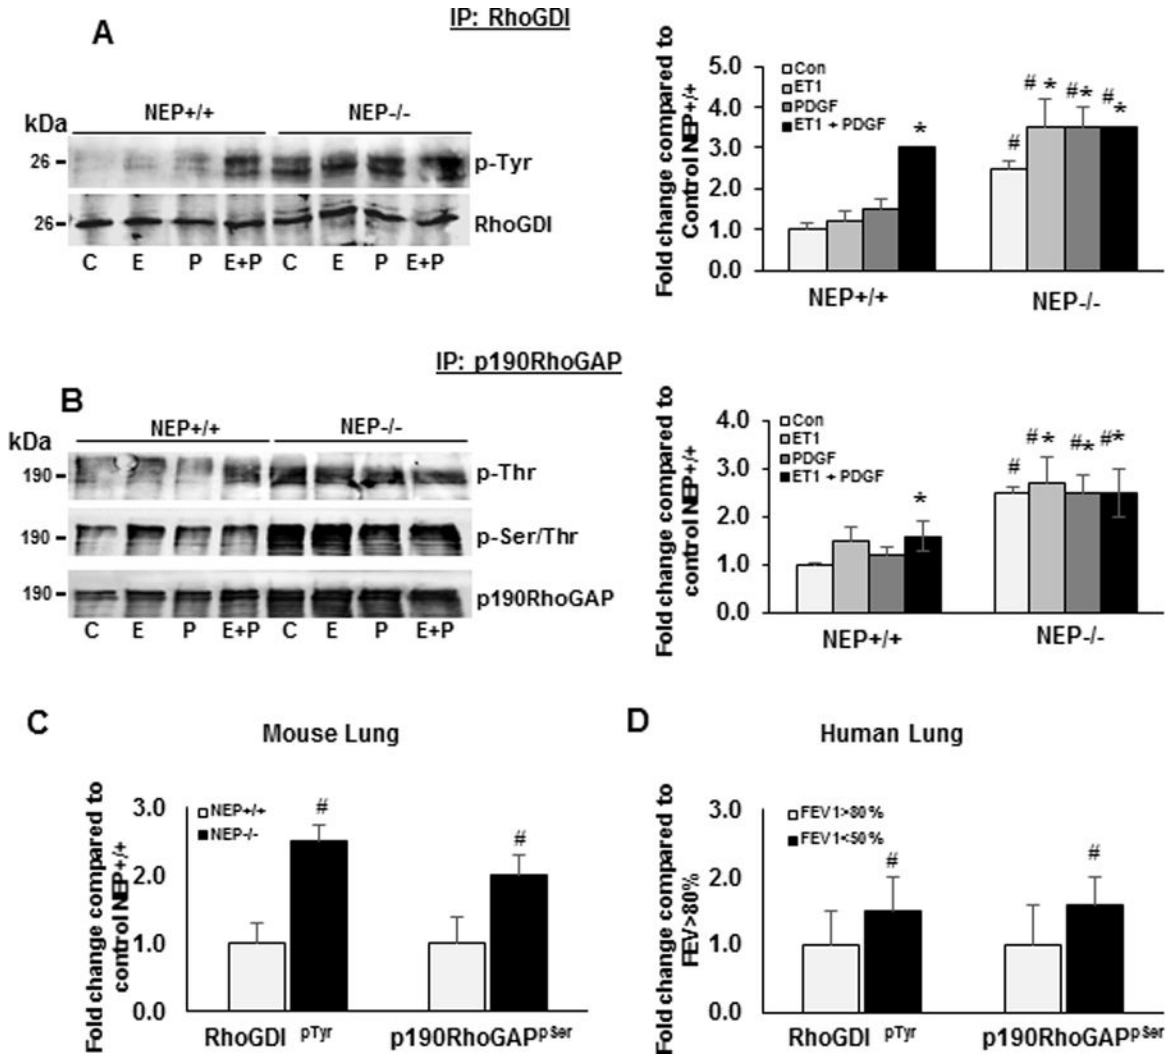 IP: RhoGDI
A
NEP+/+ NEP-/-
kDa
26 p-Tyr
26 RhoGDI
C E P E+P C E P E+P
Fold change compared to
Control NEP+/+
5.0
4.0
3.0
2.0
1.0
0.0
Con
ET1
PDGF
ET1 + PDGF
*
#
# *
#*
#
*
NEP+/+ NEP-/-
IP: p190RhoGAP
B
NEP+/+ NEP-/-
kDa
190 p-Thr
190 p-Ser/Thr
190 p190RhoGAP
C E P E+P C E P E+P
Fold change compared to
control NEP+/+
4.0
3.0
2.0
1.0
0.0
Con
ET1
PDGF
ET1 + PDGF
*
#
#*
#*
#*
NEP+/+ NEP-/-
C
Mouse Lung
Fold change compared to
control NEP+/+
3.0
2.0
1.0
0.0
NEP+/+
NEP-/-
#
#
RhoGDI pTyr p190RhoGAP pSer
D
Human Lung
Fold change compared to
FEV>80%
3.0
2.0
1.0
0.0
FEV1>80%
FEV1<50%
#
#
RhoGDI pTyr p190RhoGAP pSer